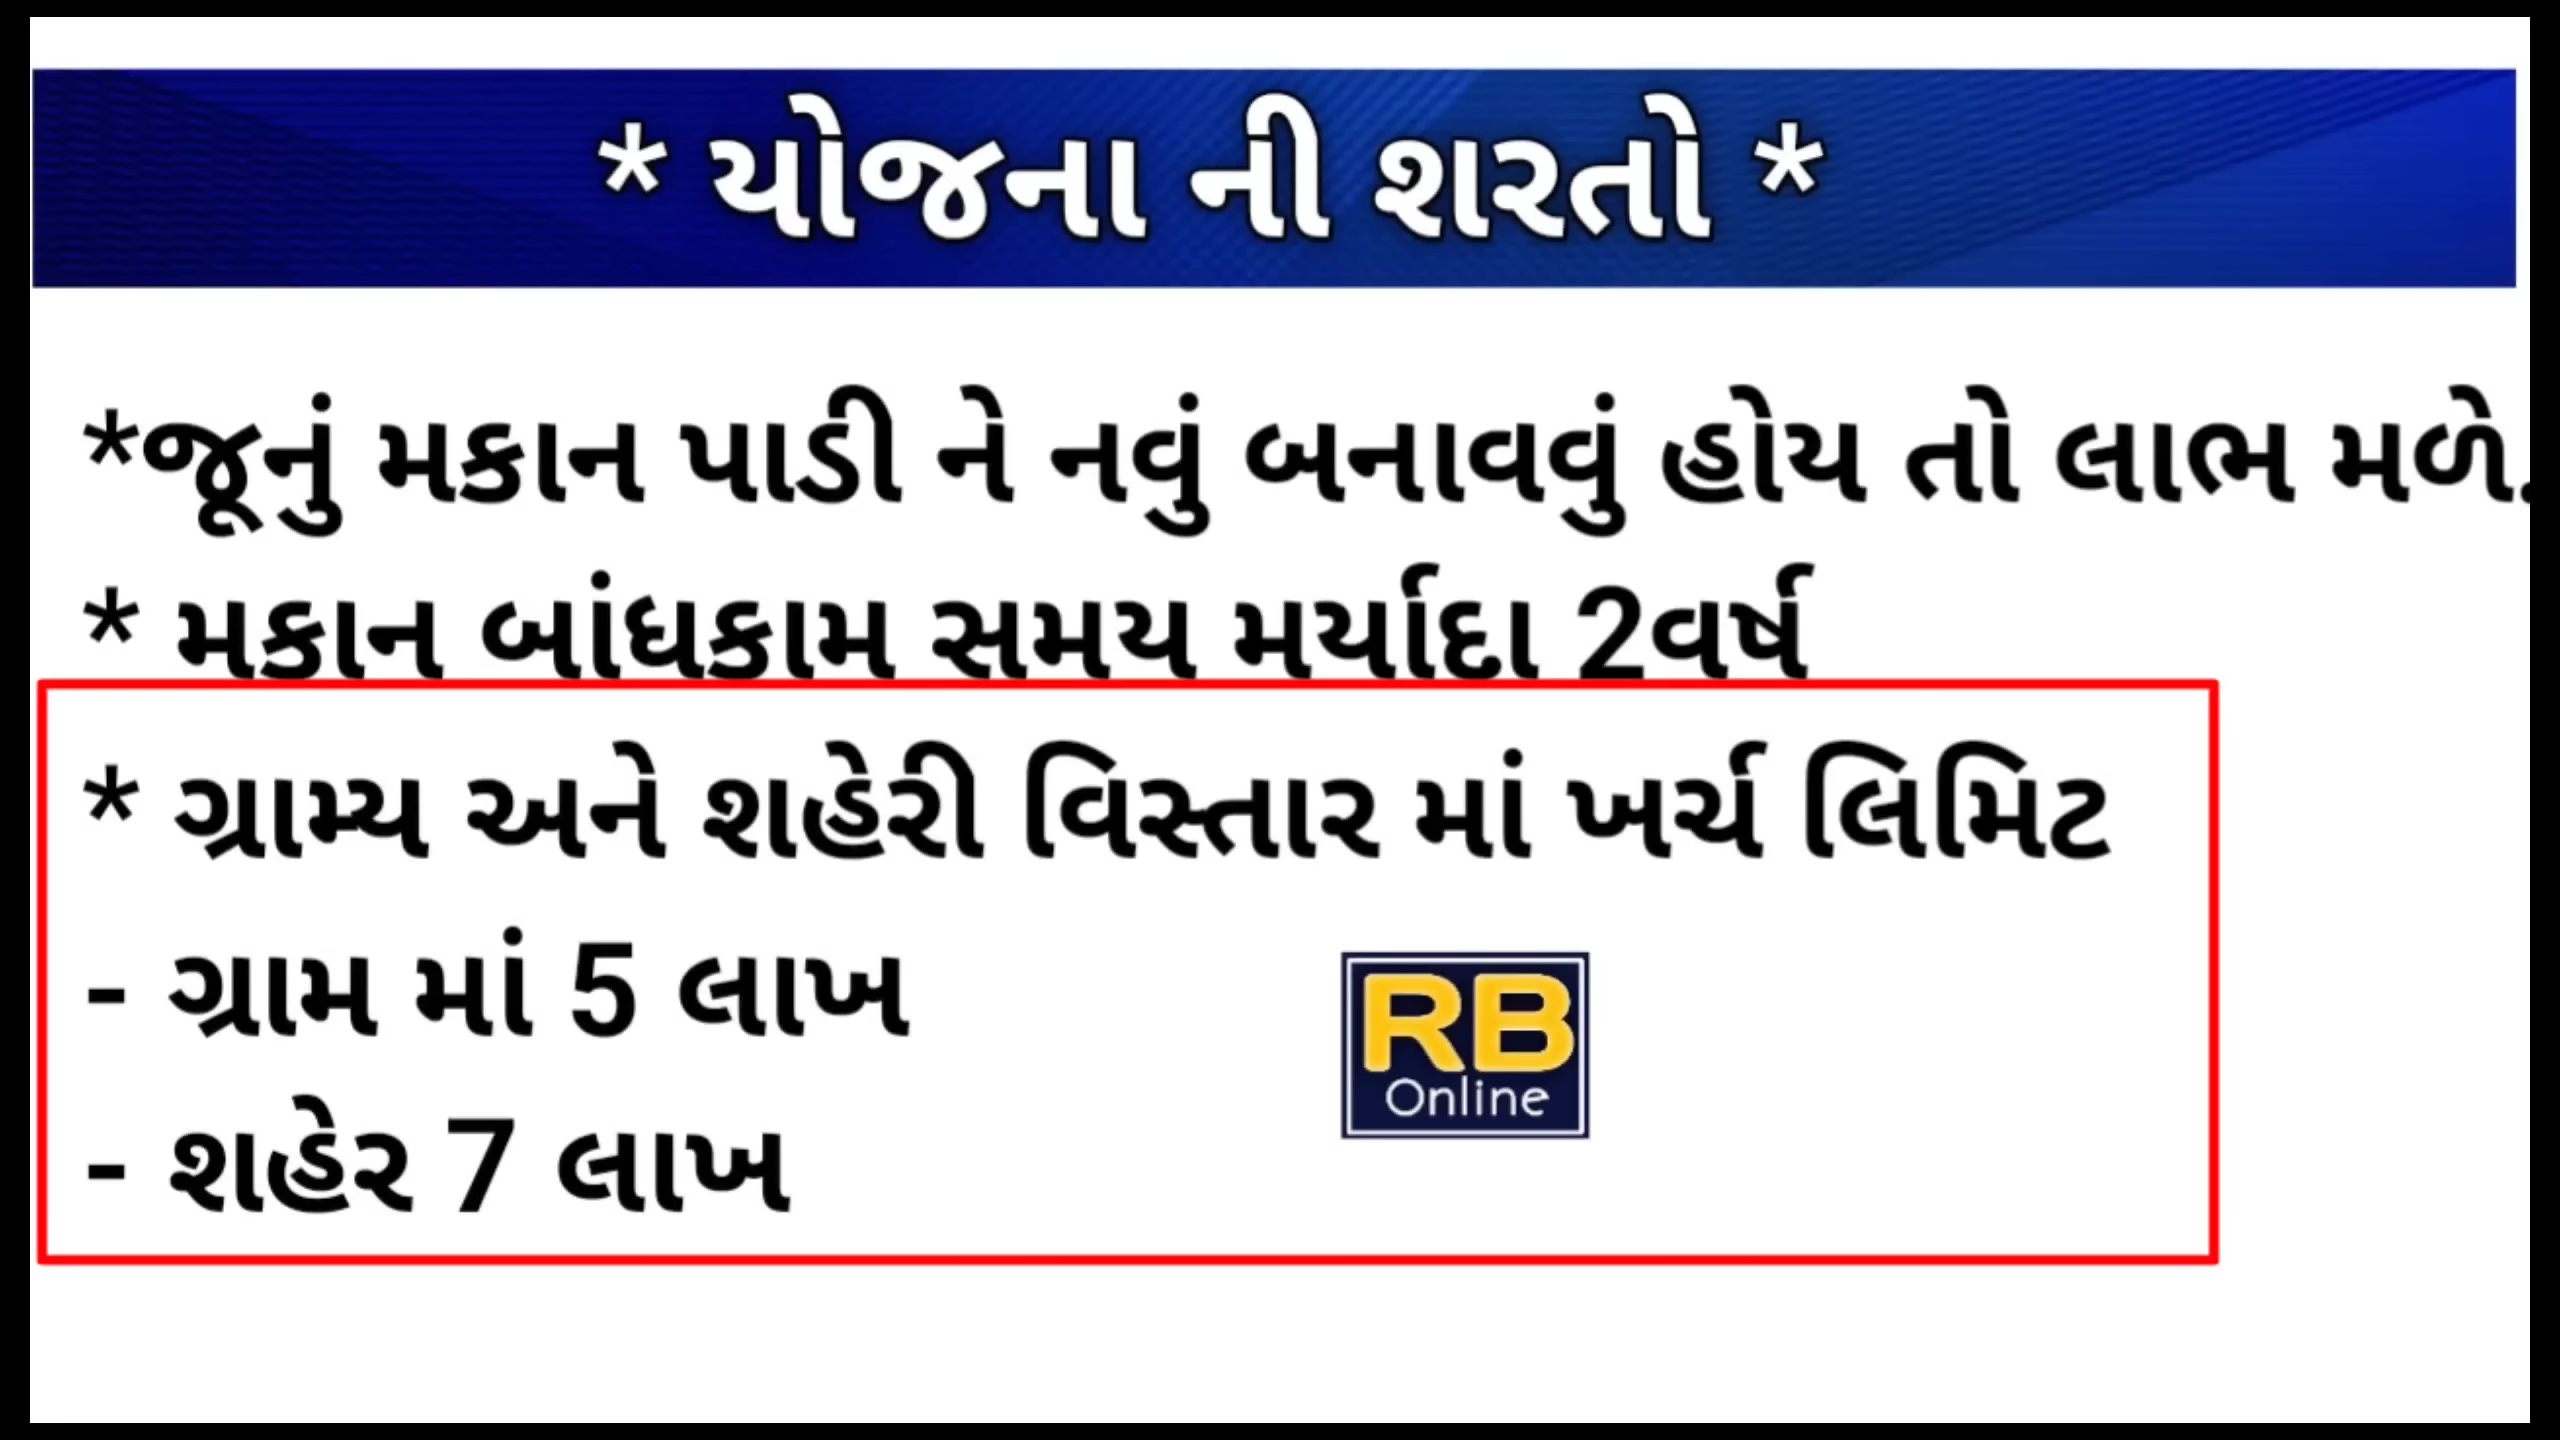 * યોજના ની શરતો *
*જૂનું મકાન પાડી ને નવું બનાવવું હોય તો લાભ મળે.
* મકાન બાંધકામ સમય મર્યાદા 2વર્ષ
* ગ્રામ્ય અને શહેરી વિસ્તાર માં ખર્ચ લિમિટ
- ગ્રામ માં 5 લાખ
- શહેર 7 લાખ
RB
Online